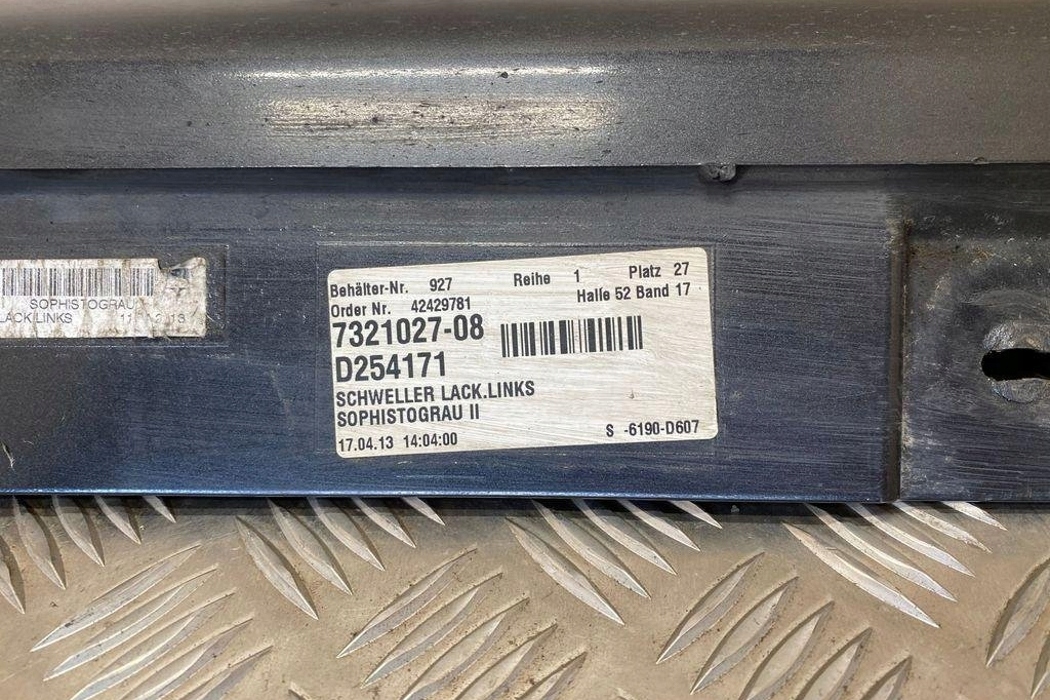 SOPHISTOGRAU
LACK.LINKS
Behälter-Nr. 927 Reihe 1 Platz 27
Order Nr. 42429781 Halle 52 Band 17
7321027-08
D254171
SCHWELLER LACK.LINKS
SOPHISTOGRAU II
17.04.13 14:04:00 S -6190-D607